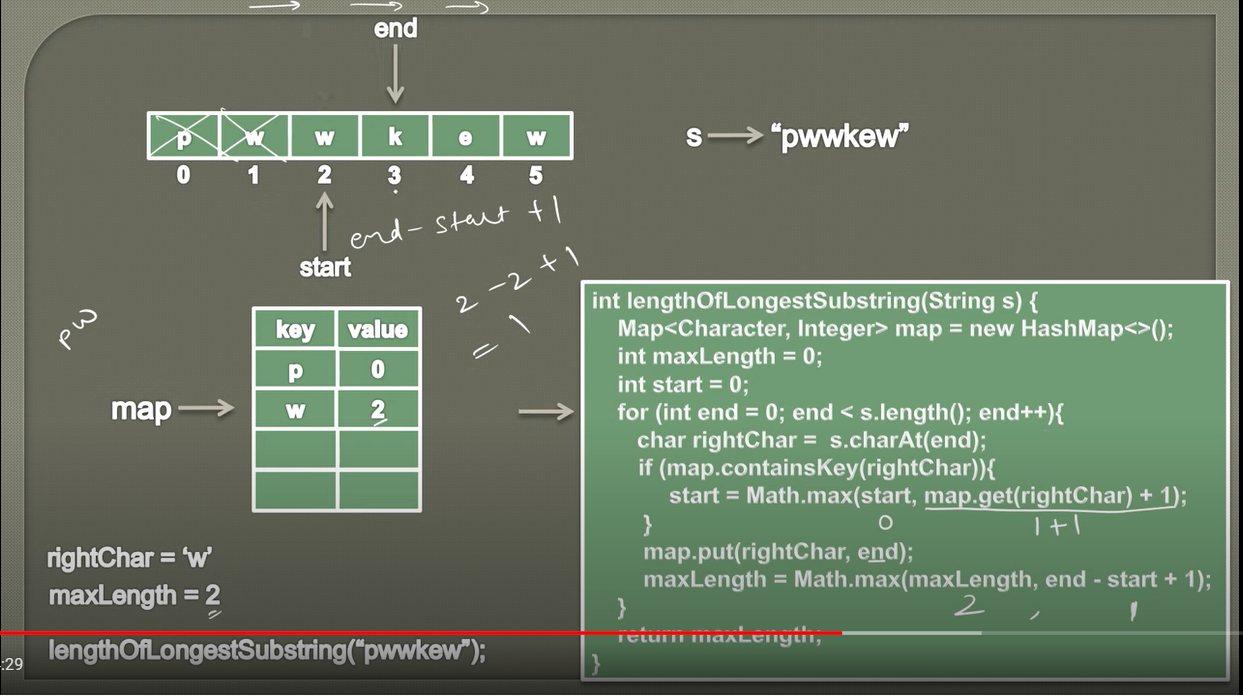 end
p w w k e w
0 1 2 3 4 5
s "pwwkew"
end - start + 1
start
2 - 2 + 1
= 1
pw
key value
p 0
w 2
map
int lengthOfLongestSubstring(String s) {
Map<Character, Integer> map = new HashMap<>();
int maxLength = 0;
int start = 0;
for (int end = 0; end < s.length(); end++){
char rightChar = s.charAt(end);
if (map.containsKey(rightChar)){
start = Math.max(start, map.get(rightChar) + 1);
} 0 1+1
map.put(rightChar, end);
maxLength = Math.max(maxLength, end - start + 1);
} 2 , 1
return maxLength;
}
rightChar = 'w'
maxLength = 2
lengthOfLongestSubstring("pwwkew");
:29